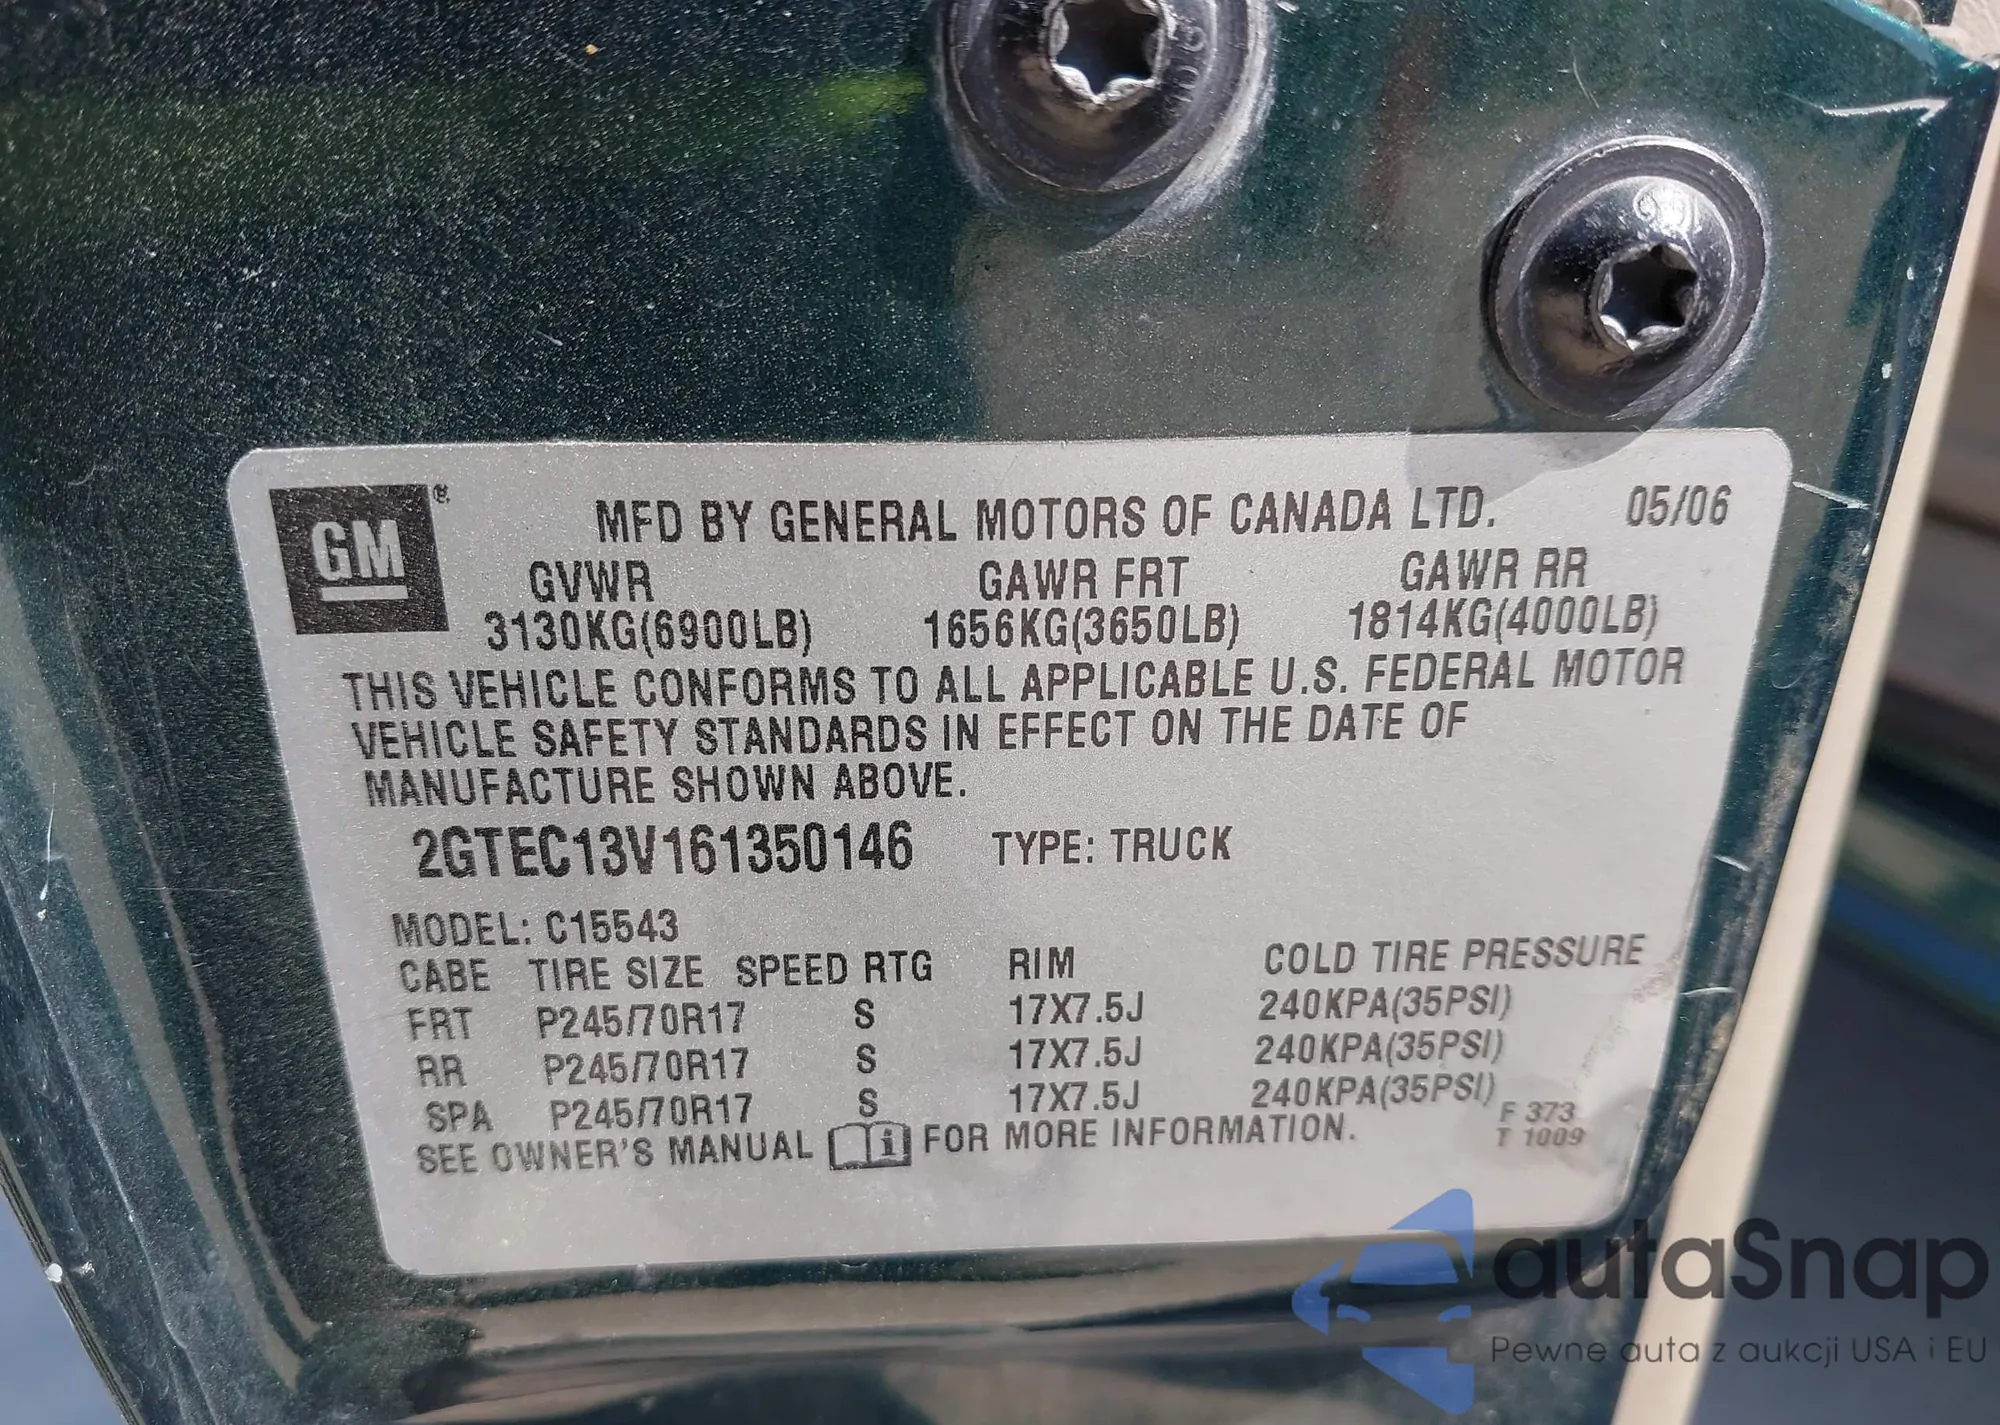 GM ®
MFD BY GENERAL MOTORS OF CANADA LTD. 05/06
GVWR GAWR FRT GAWR RR
3130KG(6900LB) 1656KG(3650LB) 1814KG(4000LB)
THIS VEHICLE CONFORMS TO ALL APPLICABLE U.S. FEDERAL MOTOR
VEHICLE SAFETY STANDARDS IN EFFECT ON THE DATE OF
MANUFACTURE SHOWN ABOVE.
2GTEC13V161350146 TYPE: TRUCK
MODEL: C15543
CABE TIRE SIZE SPEED RTG RIM COLD TIRE PRESSURE
FRT P245/70R17 S 17X7.5J 240KPA(35PSI)
RR P245/70R17 S 17X7.5J 240KPA(35PSI)
SPA P245/70R17 S 17X7.5J 240KPA(35PSI)
SEE OWNER'S MANUAL i FOR MORE INFORMATION.
F 373
T 1009
autaSnap
Pewne auta z aukcji USA i EU